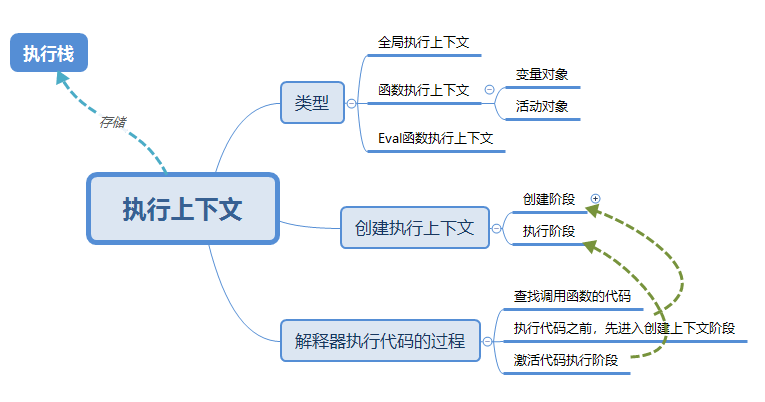 执行栈
存储
执行上下文
类型
全局执行上下文
函数执行上下文
变量对象
活动对象
Eval函数执行上下文
创建执行上下文
创建阶段
执行阶段
解释器执行代码的过程
查找调用函数的代码
执行代码之前，先进入创建上下文阶段
激活代码执行阶段